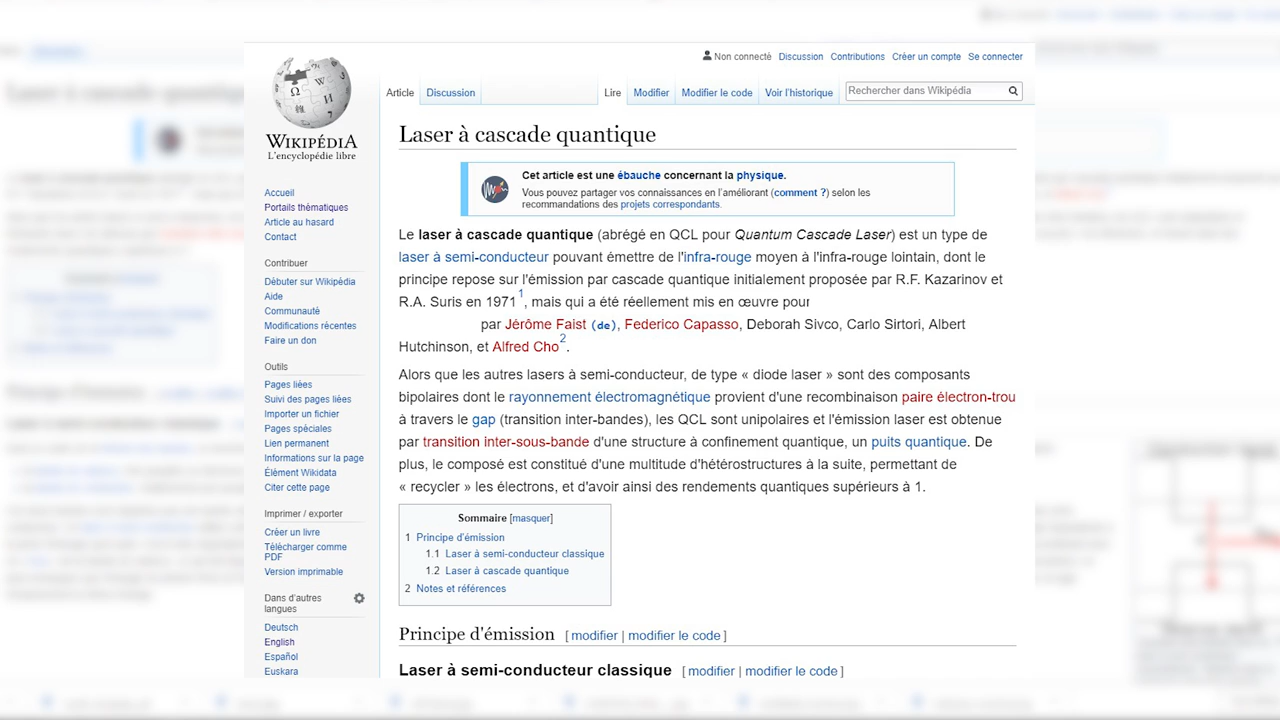 Non connecté Discussion Contributions Créer un compte Se connecter
Article Discussion Lire Modifier Modifier le code Voir l'historique Rechercher dans Wikipédia
WIKIPÉDIA
L'encyclopédie libre
Accueil
Portails thématiques
Article au hasard
Contact
Contribuer
Débuter sur Wikipédia
Aide
Communauté
Modifications récentes
Faire un don
Outils
Pages liées
Suivi des pages liées
Importer un fichier
Pages spéciales
Lien permanent
Informations sur la page
Élément Wikidata
Citer cette page
Imprimer / exporter
Créer un livre
Télécharger comme
PDF
Version imprimable
Dans d'autres
langues
Deutsch
English
Español
Euskara
Laser à cascade quantique
Cet article est une ébauche concernant la physique.
Vous pouvez partager vos connaissances en l'améliorant (comment ?) selon les
recommandations des projets correspondants.
Le laser à cascade quantique (abrégé en QCL pour Quantum Cascade Laser) est un type de
laser à semi-conducteur pouvant émettre de l'infra-rouge moyen à l'infra-rouge lointain, dont le
principe repose sur l'émission par cascade quantique initialement proposée par R.F. Kazarinov et
R.A. Suris en 1971 1, mais qui a été réellement mis en œuvre pour
par Jérôme Faist (de), Federico Capasso, Deborah Sivco, Carlo Sirtori, Albert
Hutchinson, et Alfred Cho 2.
Alors que les autres lasers à semi-conducteur, de type « diode laser » sont des composants
bipolaires dont le rayonnement électromagnétique provient d'une recombinaison paire électron-trou
à travers le gap (transition inter-bandes), les QCL sont unipolaires et l'émission laser est obtenue
par transition inter-sous-bande d'une structure à confinement quantique, un puits quantique. De
plus, le composé est constitué d'une multitude d'hétérostructures à la suite, permettant de
« recycler » les électrons, et d'avoir ainsi des rendements quantiques supérieurs à 1.
Sommaire [masquer]
1 Principe d'émission
1.1 Laser à semi-conducteur classique
1.2 Laser à cascade quantique
2 Notes et références
Principe d'émission [ modifier | modifier le code ]
Laser à semi-conducteur classique [ modifier | modifier le code ]